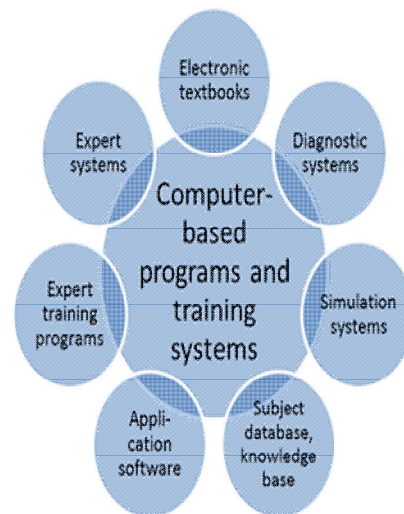 Electronic
textbooks
Expert
systems
Diagnostic
systems
Computer-
based
programs and
training
systems
Expert
training
programs
Simulation
systems
Appli-
cation
software
Subject
database,
knowledge
base